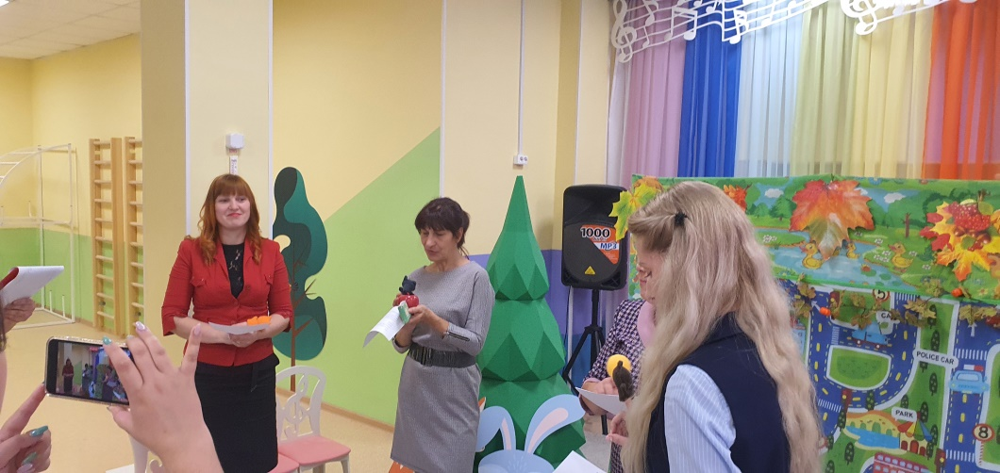 1000
MP3
POLICE CAR
PARK
8